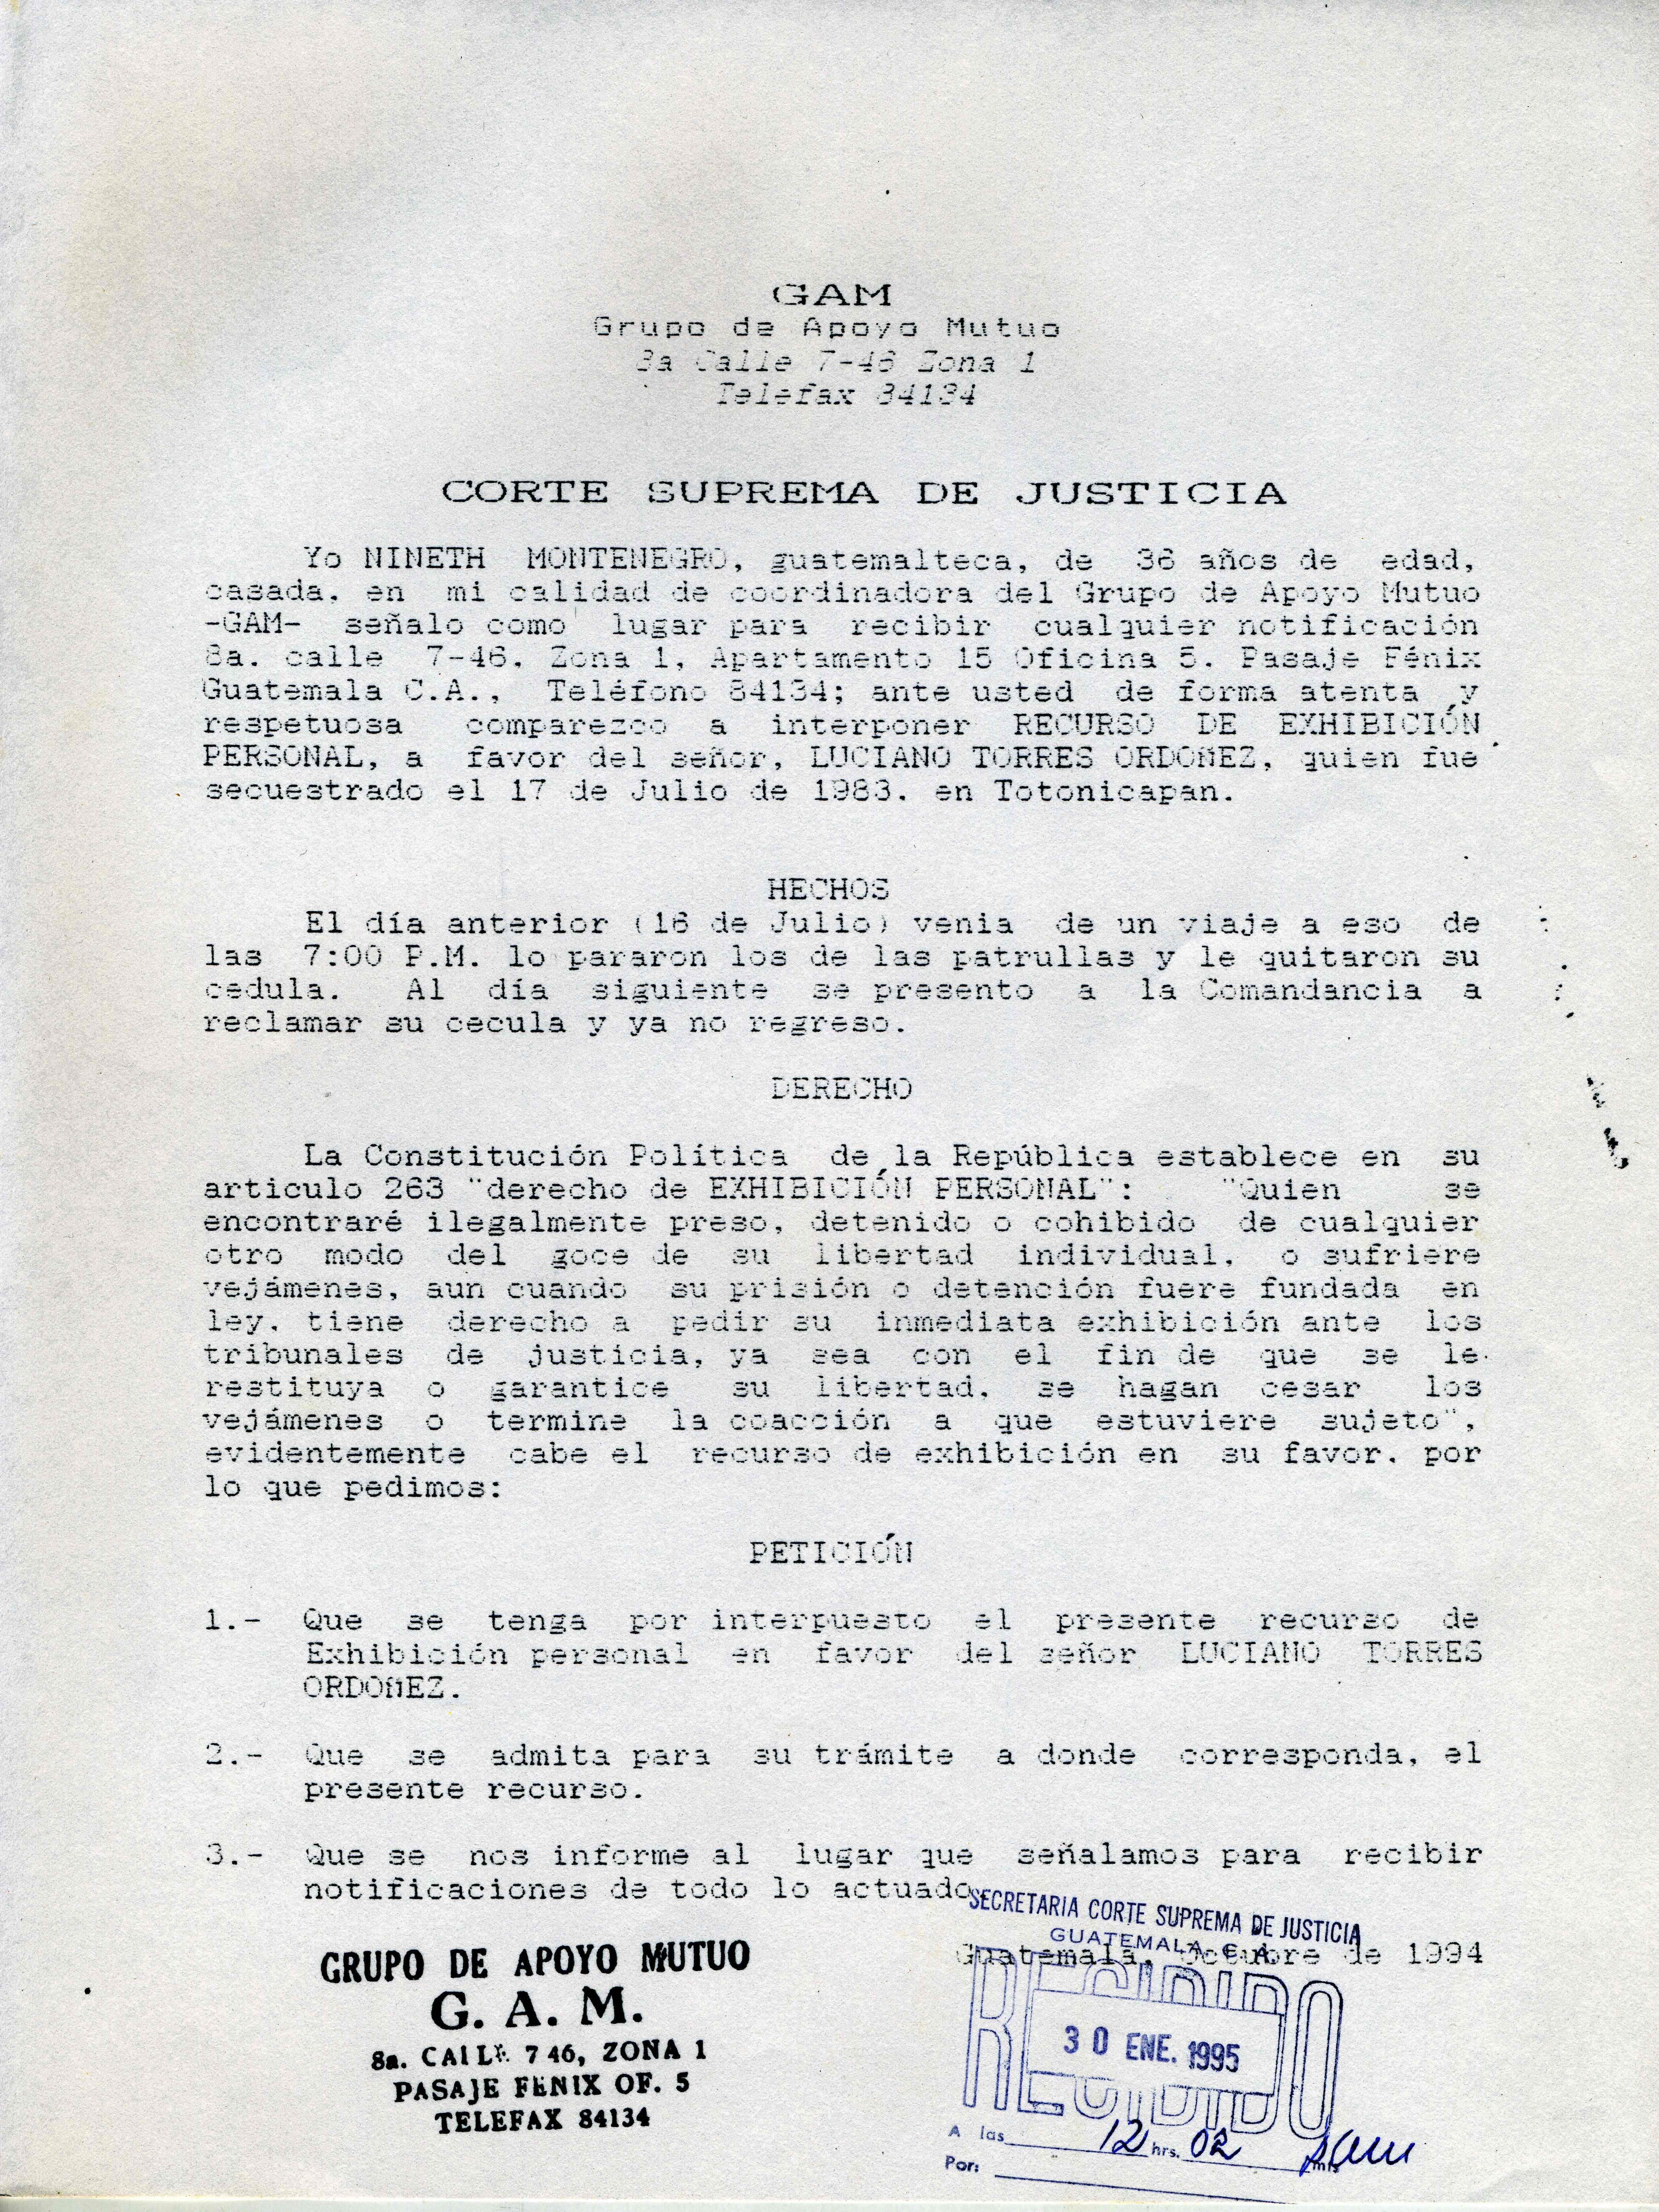 GAM
Grupo de Apoyo Mutuo
8a Calle 7-46 Zona 1
Telefax 84134
CORTE SUPREMA DE JUSTICIA
Yo NINETH MONTENEGRO, guatemalteca, de 36 años de edad,
casada, en mi calidad de coordinadora del Grupo de Apoyo Mutuo
-GAM- señalo como lugar para recibir cualquier notificación
8a. calle 7-46, Zona 1, Apartamento 15 Oficina 5. Pasaje Fénix
Guatemala C.A., Teléfono 84134; ante usted de forma atenta y
respetuosa comparezco a interponer RECURSO DE EXHIBICIÓN
PERSONAL, a favor del señor, LUCIANO TORRES ORDOÑEZ, quien fue
secuestrado el 17 de Julio de 1983. en Totonicapan.
HECHOS
El día anterior (16 de Julio) venia de un viaje a eso de
las 7:00 P.M. lo pararon los de las patrullas y le quitaron su
cedula. Al día siguiente se presento a la Comandancia a
reclamar su cecula y ya no regreso.
DERECHO
La Constitución Política de la República establece en su
articulo 263 "derecho de EXHIBICIÓN PERSONAL": "Quien se
encontraré ilegalmente preso, detenido o cohibido de cualquier
otro modo del goce de su libertad individual, o sufriere
vejámenes, aun cuando su prisión o detención fuere fundada en
ley, tiene derecho a pedir su inmediata exhibición ante los
tribunales de justicia, ya sea con el fin de que se le
restituya o garantice su libertad, se hagan cesar los
vejámenes o termine la coacción a que estuviere sujeto",
evidentemente cabe el recurso de exhibición en su favor, por
lo que pedimos:
PETICIÓN
1.- Que se tenga por interpuesto el presente recurso de
Exhibición personal en favor del señor LUCIANO TORRES
ORDOÑEZ.
2.- Que se admita para su trámite a donde corresponda, el
presente recurso.
3.- Que se nos informe al lugar que señalamos para recibir
notificaciones de todo lo actuado
Guatemala, Octubre de 1994
GRUPO DE APOYO MUTUO
G. A. M.
8a. CALLE 7 46, ZONA 1
PASAJE FENIX OF. 5
TELEFAX 84134
SECRETARIA CORTE SUPREMA DE JUSTICIA
GUATEMALA, C. A.
RECIBIDO
30 ENE. 1995
A las 12 hrs. 02 mts
Por: